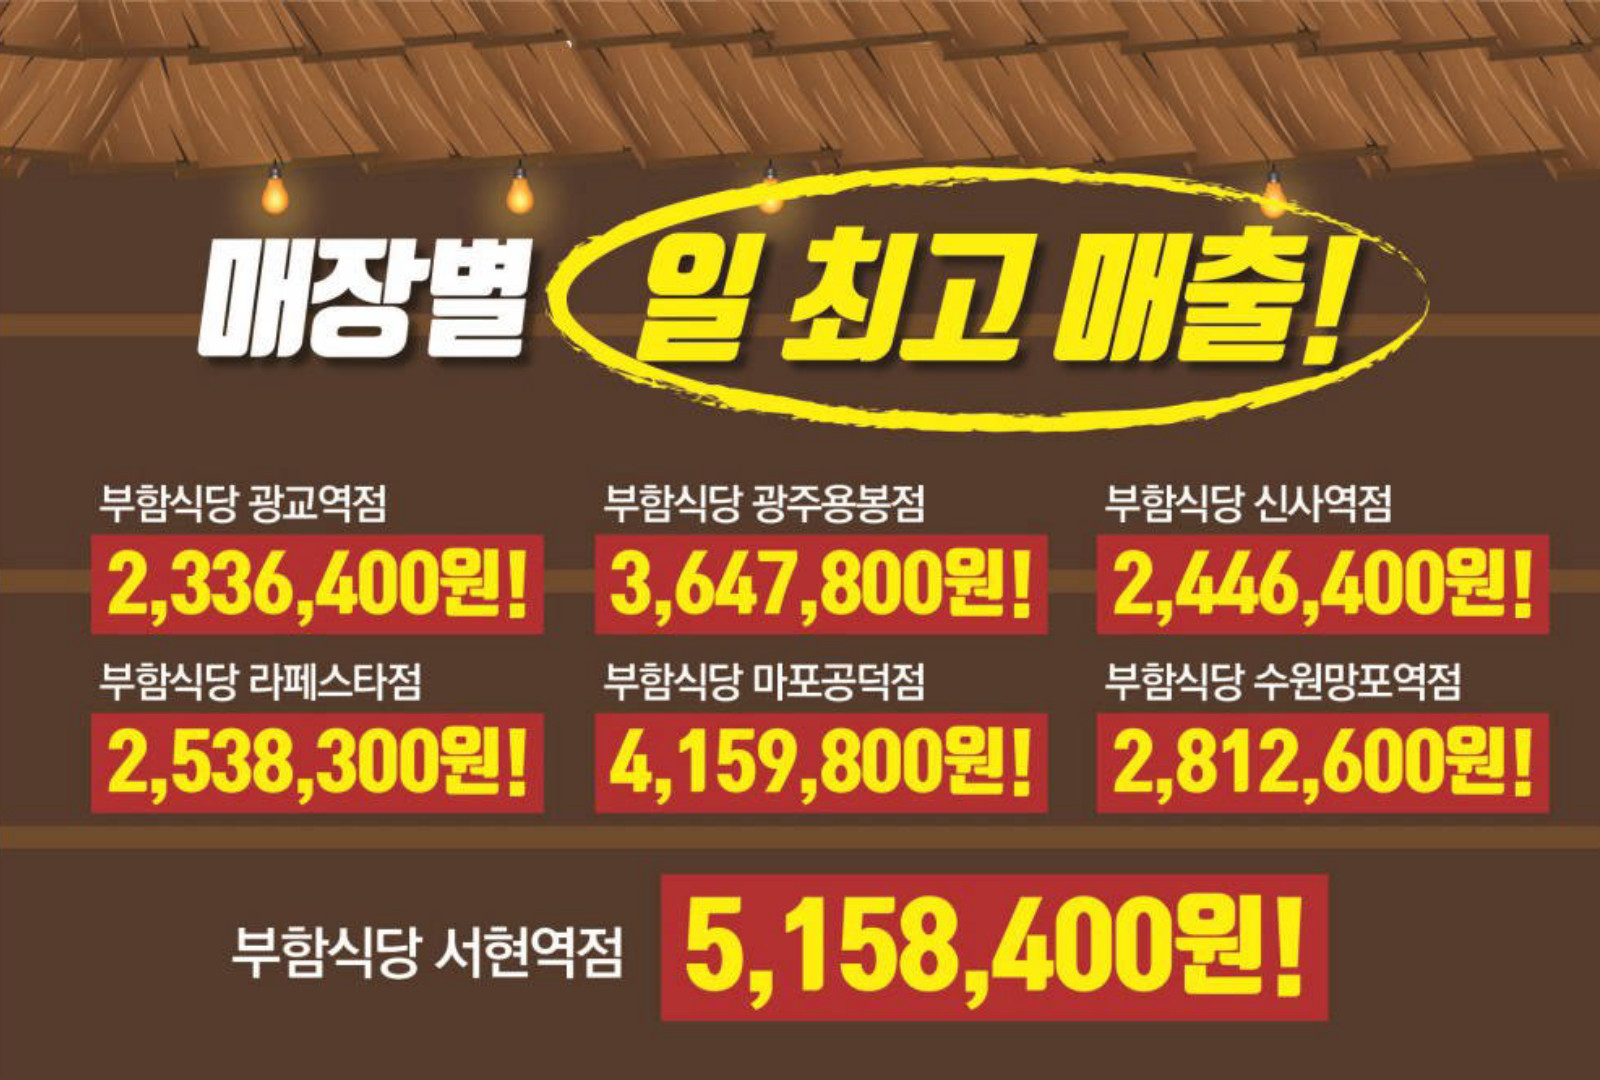 매장별 일 최고 매출!
부함식당 광교역점 부함식당 광주용봉점 부함식당 신사역점
2,336,400원! 3,647,800원! 2,446,400원!
부함식당 라페스타점 부함식당 마포공덕점 부함식당 수원망포역점
2,538,300원! 4,159,800원! 2,812,600원!
부함식당 서현역점 5,158,400원!